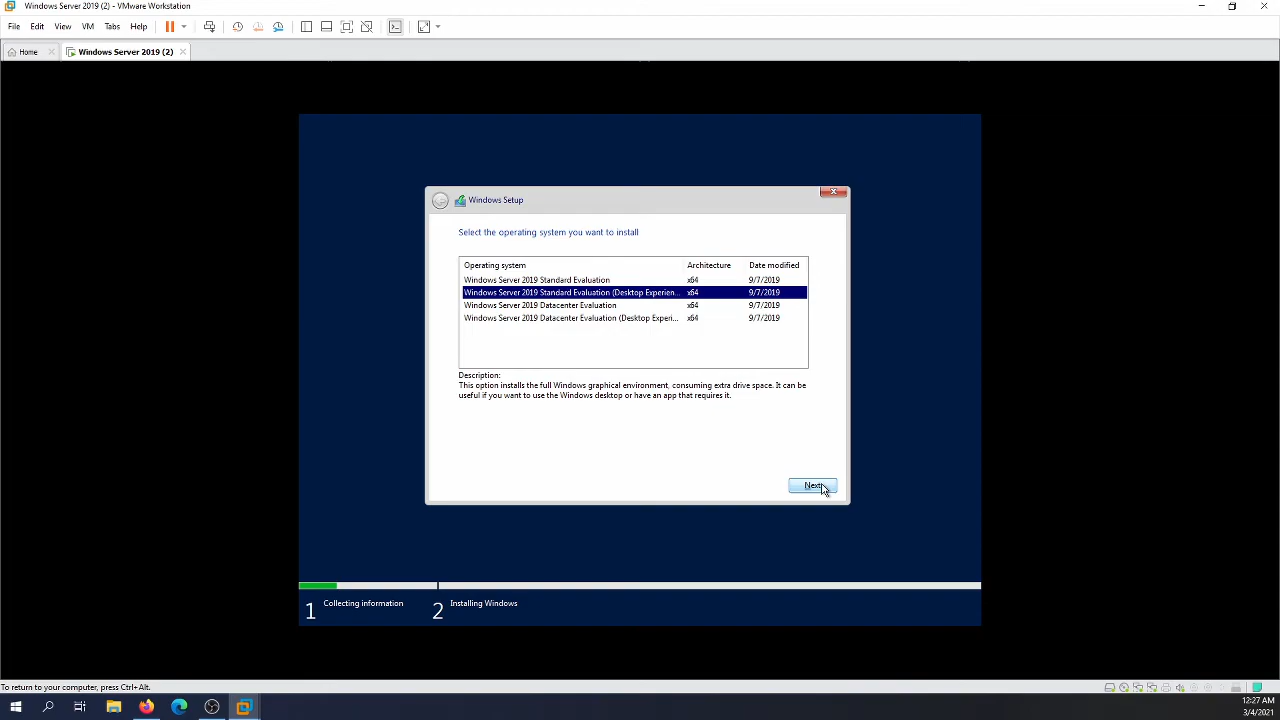 Windows Server 2019 (2) - VMware Workstation
File Edit View VM Tabs Help
Home Windows Server 2019 (2)
Windows Setup
Select the operating system you want to install
Operating system Architecture Date modified
Windows Server 2019 Standard Evaluation x64 9/7/2019
Windows Server 2019 Standard Evaluation (Desktop Experien... x64 9/7/2019
Windows Server 2019 Datacenter Evaluation x64 9/7/2019
Windows Server 2019 Datacenter Evaluation (Desktop Experi... x64 9/7/2019
Description:
This option installs the full Windows graphical environment, consuming extra drive space. It can be
useful if you want to use the Windows desktop or have an app that requires it.
Next
1 Collecting information 2 Installing Windows
To return to your computer, press Ctrl+Alt.
12:27 AM
3/4/2021